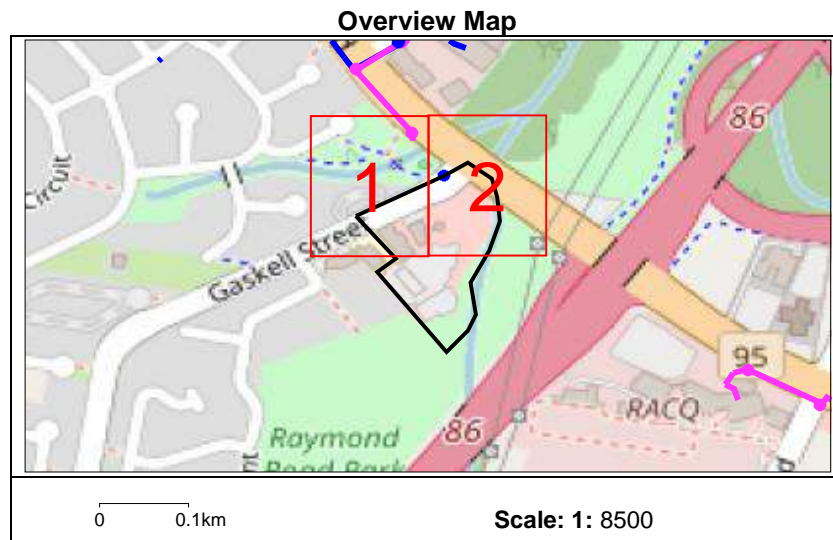 Overview Map
86
1
2
Circuit
Gaskell Street
95
RACQ
86
Raymond
Park
0
0.1km
Scale: 1: 8500